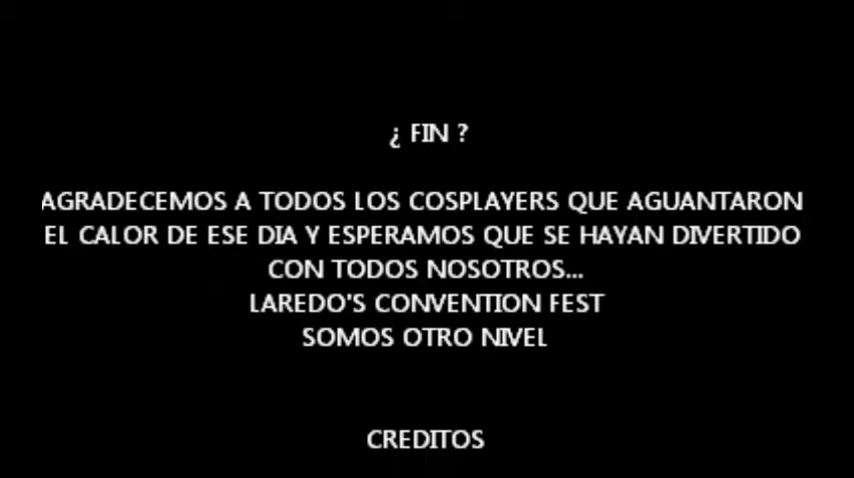 ¿ FIN ?
AGRADECEMOS A TODOS LOS COSPLAYERS QUE AGUANTARON
EL CALOR DE ESE DIA Y ESPERAMOS QUE SE HAYAN DIVERTIDO
CON TODOS NOSOTROS...
LAREDO'S CONVENTION FEST
SOMOS OTRO NIVEL
CREDITOS